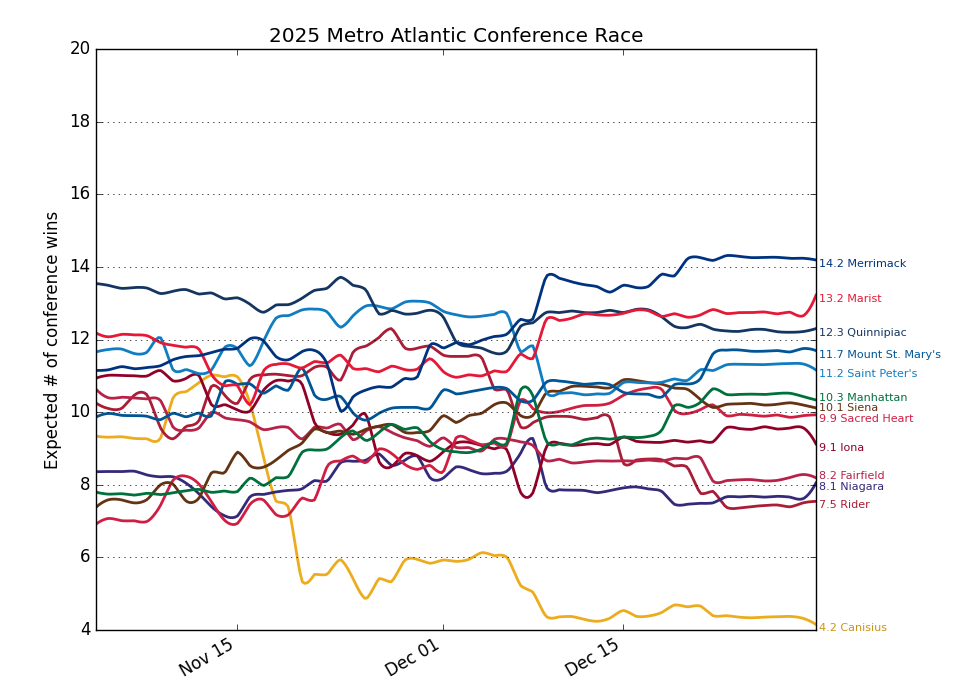 2025 Metro Atlantic Conference Race
Expected # of conference wins
20
18
16
14
12
10
8
6
4
Nov 15
Dec 01
Dec 15
14.2 Merrimack
13.2 Marist
12.3 Quinnipiac
11.7 Mount St. Mary's
11.2 Saint Peter's
10.3 Manhattan
10.1 Siena
9.9 Sacred Heart
9.1 Iona
8.2 Fairfield
8.1 Niagara
7.5 Rider
4.2 Canisius